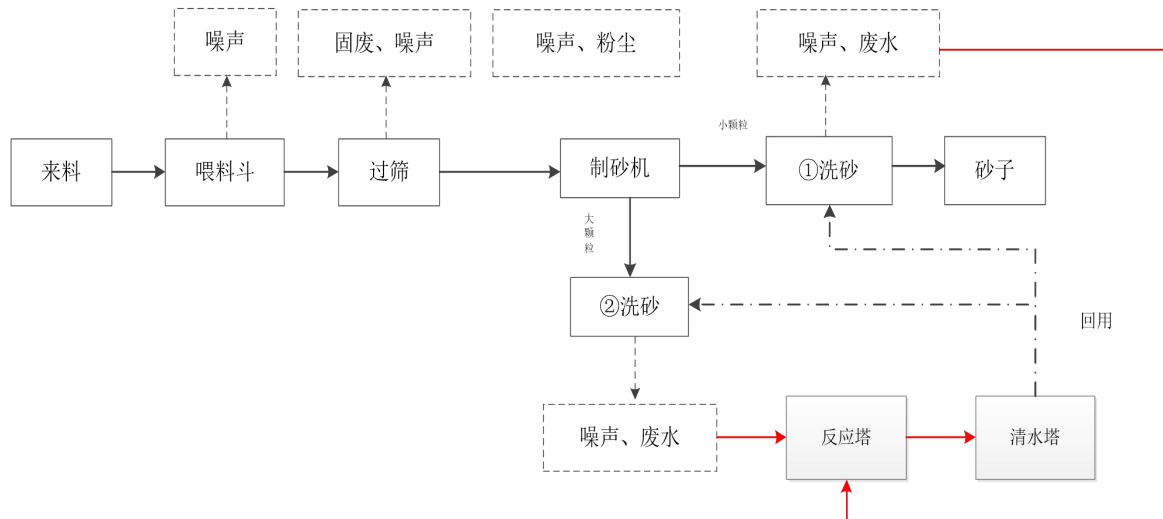 噪声
固废、噪声
噪声、粉尘
噪声、废水
小颗粒
来料
喂料斗
过筛
制砂机
①洗砂
砂子
大颗粒
②洗砂
回用
噪声、废水
反应塔
清水塔